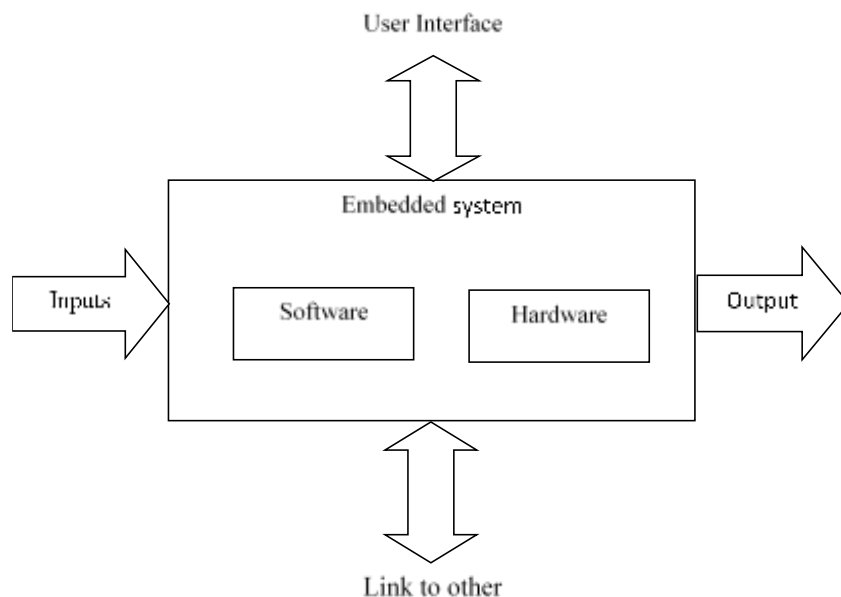 User Interface
Embedded system
Inputs
Software
Hardware
Output
Link to other